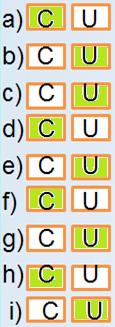 a) C U
b) C U
c) C U
d) C U
e) C U
f) C U
g) C U
h) C U
i) C U